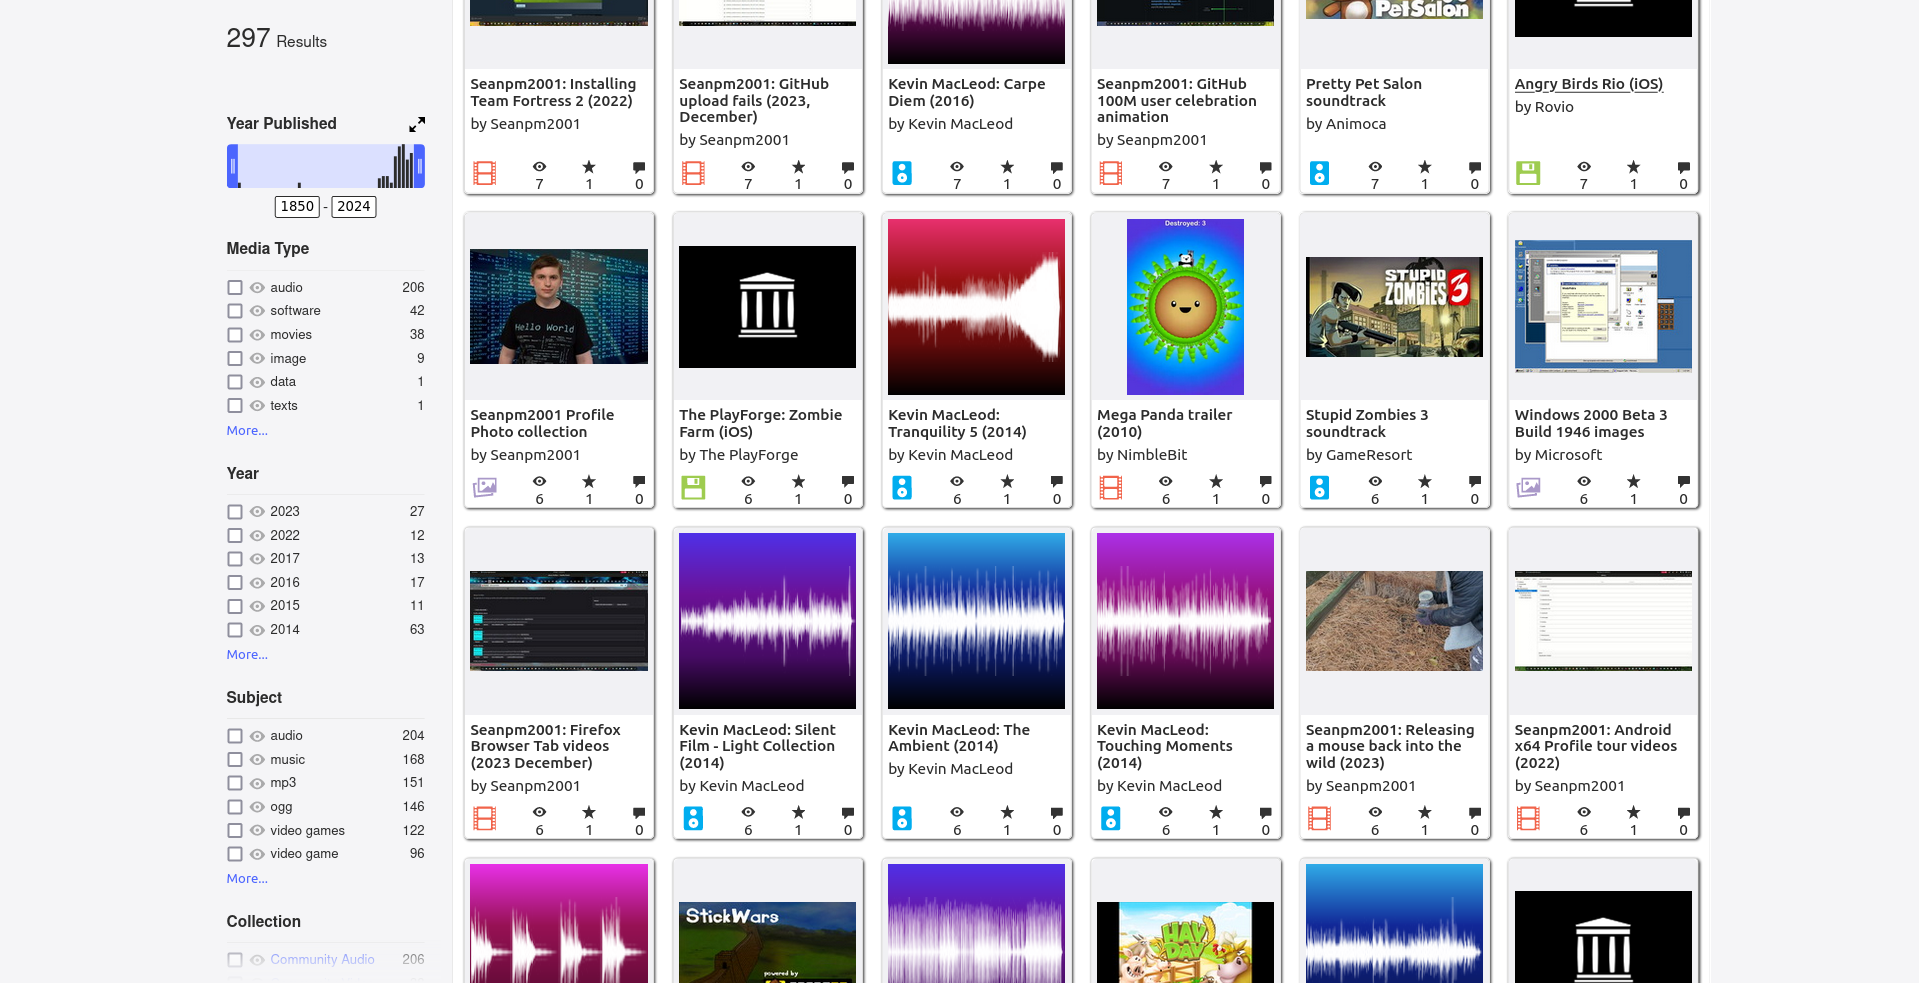 297 Results
Year Published
1850 - 2024
Media Type
audio 206
software 42
movies 38
image 9
data 1
texts 1
More...
Year
2023 27
2022 12
2017 13
2016 17
2015 11
2014 63
More...
Subject
audio 204
music 168
mp3 151
ogg 146
video games 122
video game 96
More...
Collection
Community Audio 206
PetSalon
Seanpm2001: Installing
Team Fortress 2 (2022)
by Seanpm2001
7 1 0
Seanpm2001: GitHub
upload fails (2023,
December)
by Seanpm2001
7 1 0
Kevin MacLeod: Carpe
Diem (2016)
by Kevin MacLeod
7 1 0
Seanpm2001: GitHub
100M user celebration
animation
by Seanpm2001
7 1 0
Pretty Pet Salon
soundtrack
by Animoca
7 1 0
Angry Birds Rio (iOS)
by Rovio
7 1 0
Hello World
Seanpm2001 Profile
Photo collection
by Seanpm2001
6 1 0
The PlayForge: Zombie
Farm (iOS)
by The PlayForge
6 1 0
Kevin MacLeod:
Tranquility 5 (2014)
by Kevin MacLeod
6 1 0
Destroyed: 3
Mega Panda trailer
(2010)
by NimbleBit
6 1 0
STUPID
ZOMBIES 3
Stupid Zombies 3
soundtrack
by GameResort
6 1 0
Windows 2000 Beta 3
Build 1946 images
by Microsoft
6 1 0
Seanpm2001: Firefox
Browser Tab videos
(2023 December)
by Seanpm2001
6 1 0
Kevin MacLeod: Silent
Film - Light Collection
(2014)
by Kevin MacLeod
6 1 0
Kevin MacLeod: The
Ambient (2014)
by Kevin MacLeod
6 1 0
Kevin MacLeod:
Touching Moments
(2014)
by Kevin MacLeod
6 1 0
Seanpm2001: Releasing
a mouse back into the
wild (2023)
by Seanpm2001
6 1 0
Seanpm2001: Android
x64 Profile tour videos
(2022)
by Seanpm2001
6 1 0
StickWars
powered by
HAY
DAY